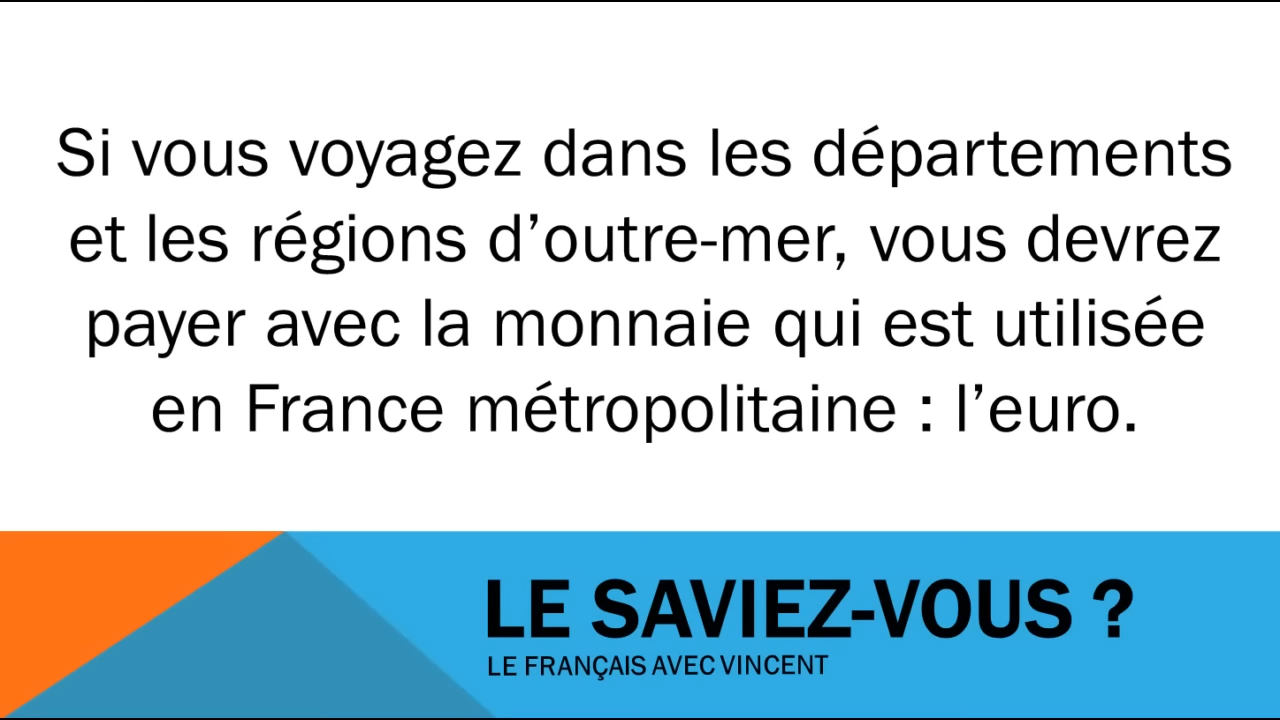 Si vous voyagez dans les départements
et les régions d’outre-mer, vous devrez
payer avec la monnaie qui est utilisée
en France métropolitaine : l’euro.
LE SAVIEZ-VOUS ?
LE FRANÇAIS AVEC VINCENT